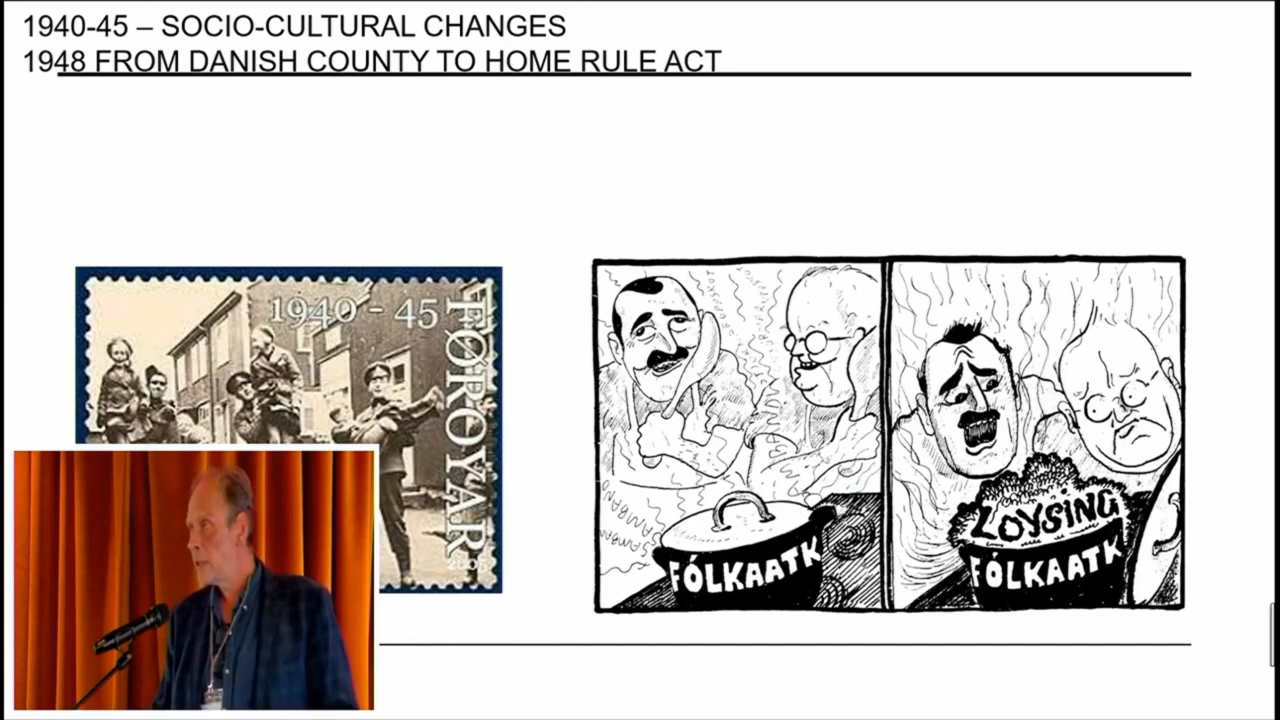 1940-45 – SOCIO-CULTURAL CHANGES
1948 FROM DANISH COUNTY TO HOME RULE ACT
1940 - 45
FØROYAR
2005
FÓLKAATK
LOYSING
FÓLKAATK